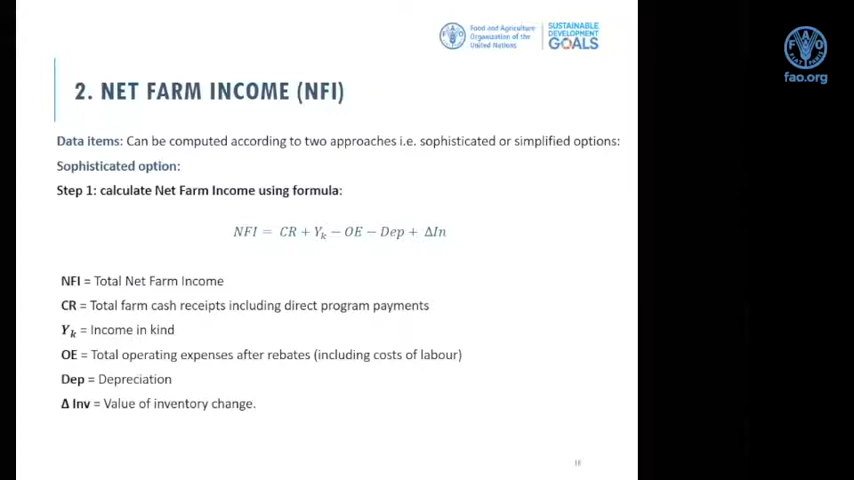 Food and Agriculture
Organization of the
United Nations
SUSTAINABLE
DEVELOPMENT
GOALS
FAO
fao.org
2. NET FARM INCOME (NFI)
Data items: Can be computed according to two approaches i.e. sophisticated or simplified options:
Sophisticated option:
Step 1: calculate Net Farm Income using formula:
NFI = CR + Yₖ − OE − Dep + ΔIn
NFI = Total Net Farm Income
CR = Total farm cash receipts including direct program payments
Yₖ = Income in kind
OE = Total operating expenses after rebates (including costs of labour)
Dep = Depreciation
Δ Inv = Value of inventory change.